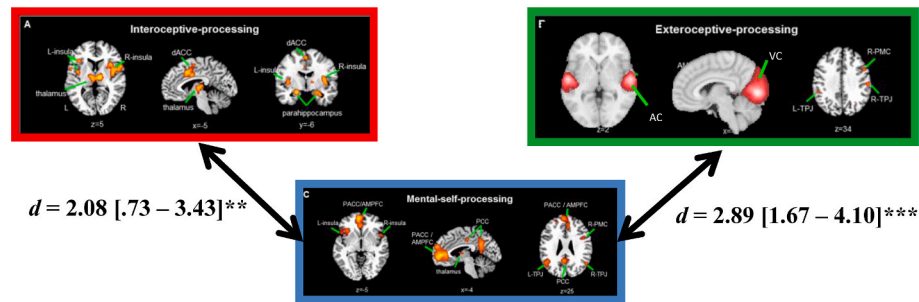 A
Interoceptive-processing
dACC
dACC
L-insula
R-insula
L-insula
R-insula
thalamus
thalamus
L
R
parahippocampus
z=5
x=-5
y=-6
Exteroceptive-processing
VC
R-PMC
L-TPJ
R-TPJ
AC
z=2
z=34
d = 2.08 [.73 – 3.43]**
d = 2.89 [1.67 – 4.10]***
C
Mental-self-processing
PACC/AMPFC
PCC
PACC / AMPFC
L-insula
R-insula
R-PMC
PACC /
AMPFC
thalamus
L-TPJ
PCC
R-TPJ
z=-5
x=-4
z=25